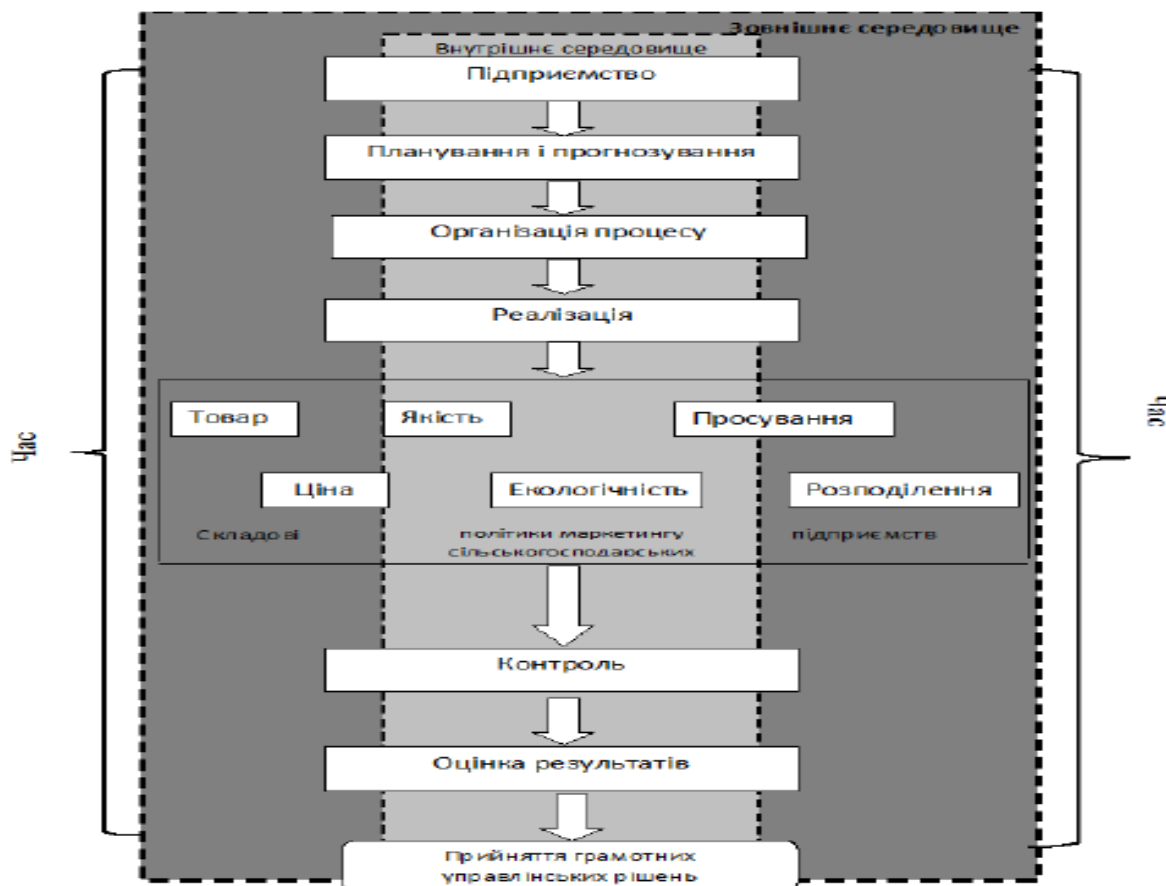 Зовнішнє середовище
Внутрішнє середовище
Підприємство
Планування і прогнозування
Організація процесу
Реалізація
Товар
Якість
Просування
Ціна
Екологічність
Розподілення
Складові
політики маркетингу
підприємств
сільськогосподарських
Контроль
Оцінка результатів
Прийняття грамотних
управлінських рішень
Час
Час